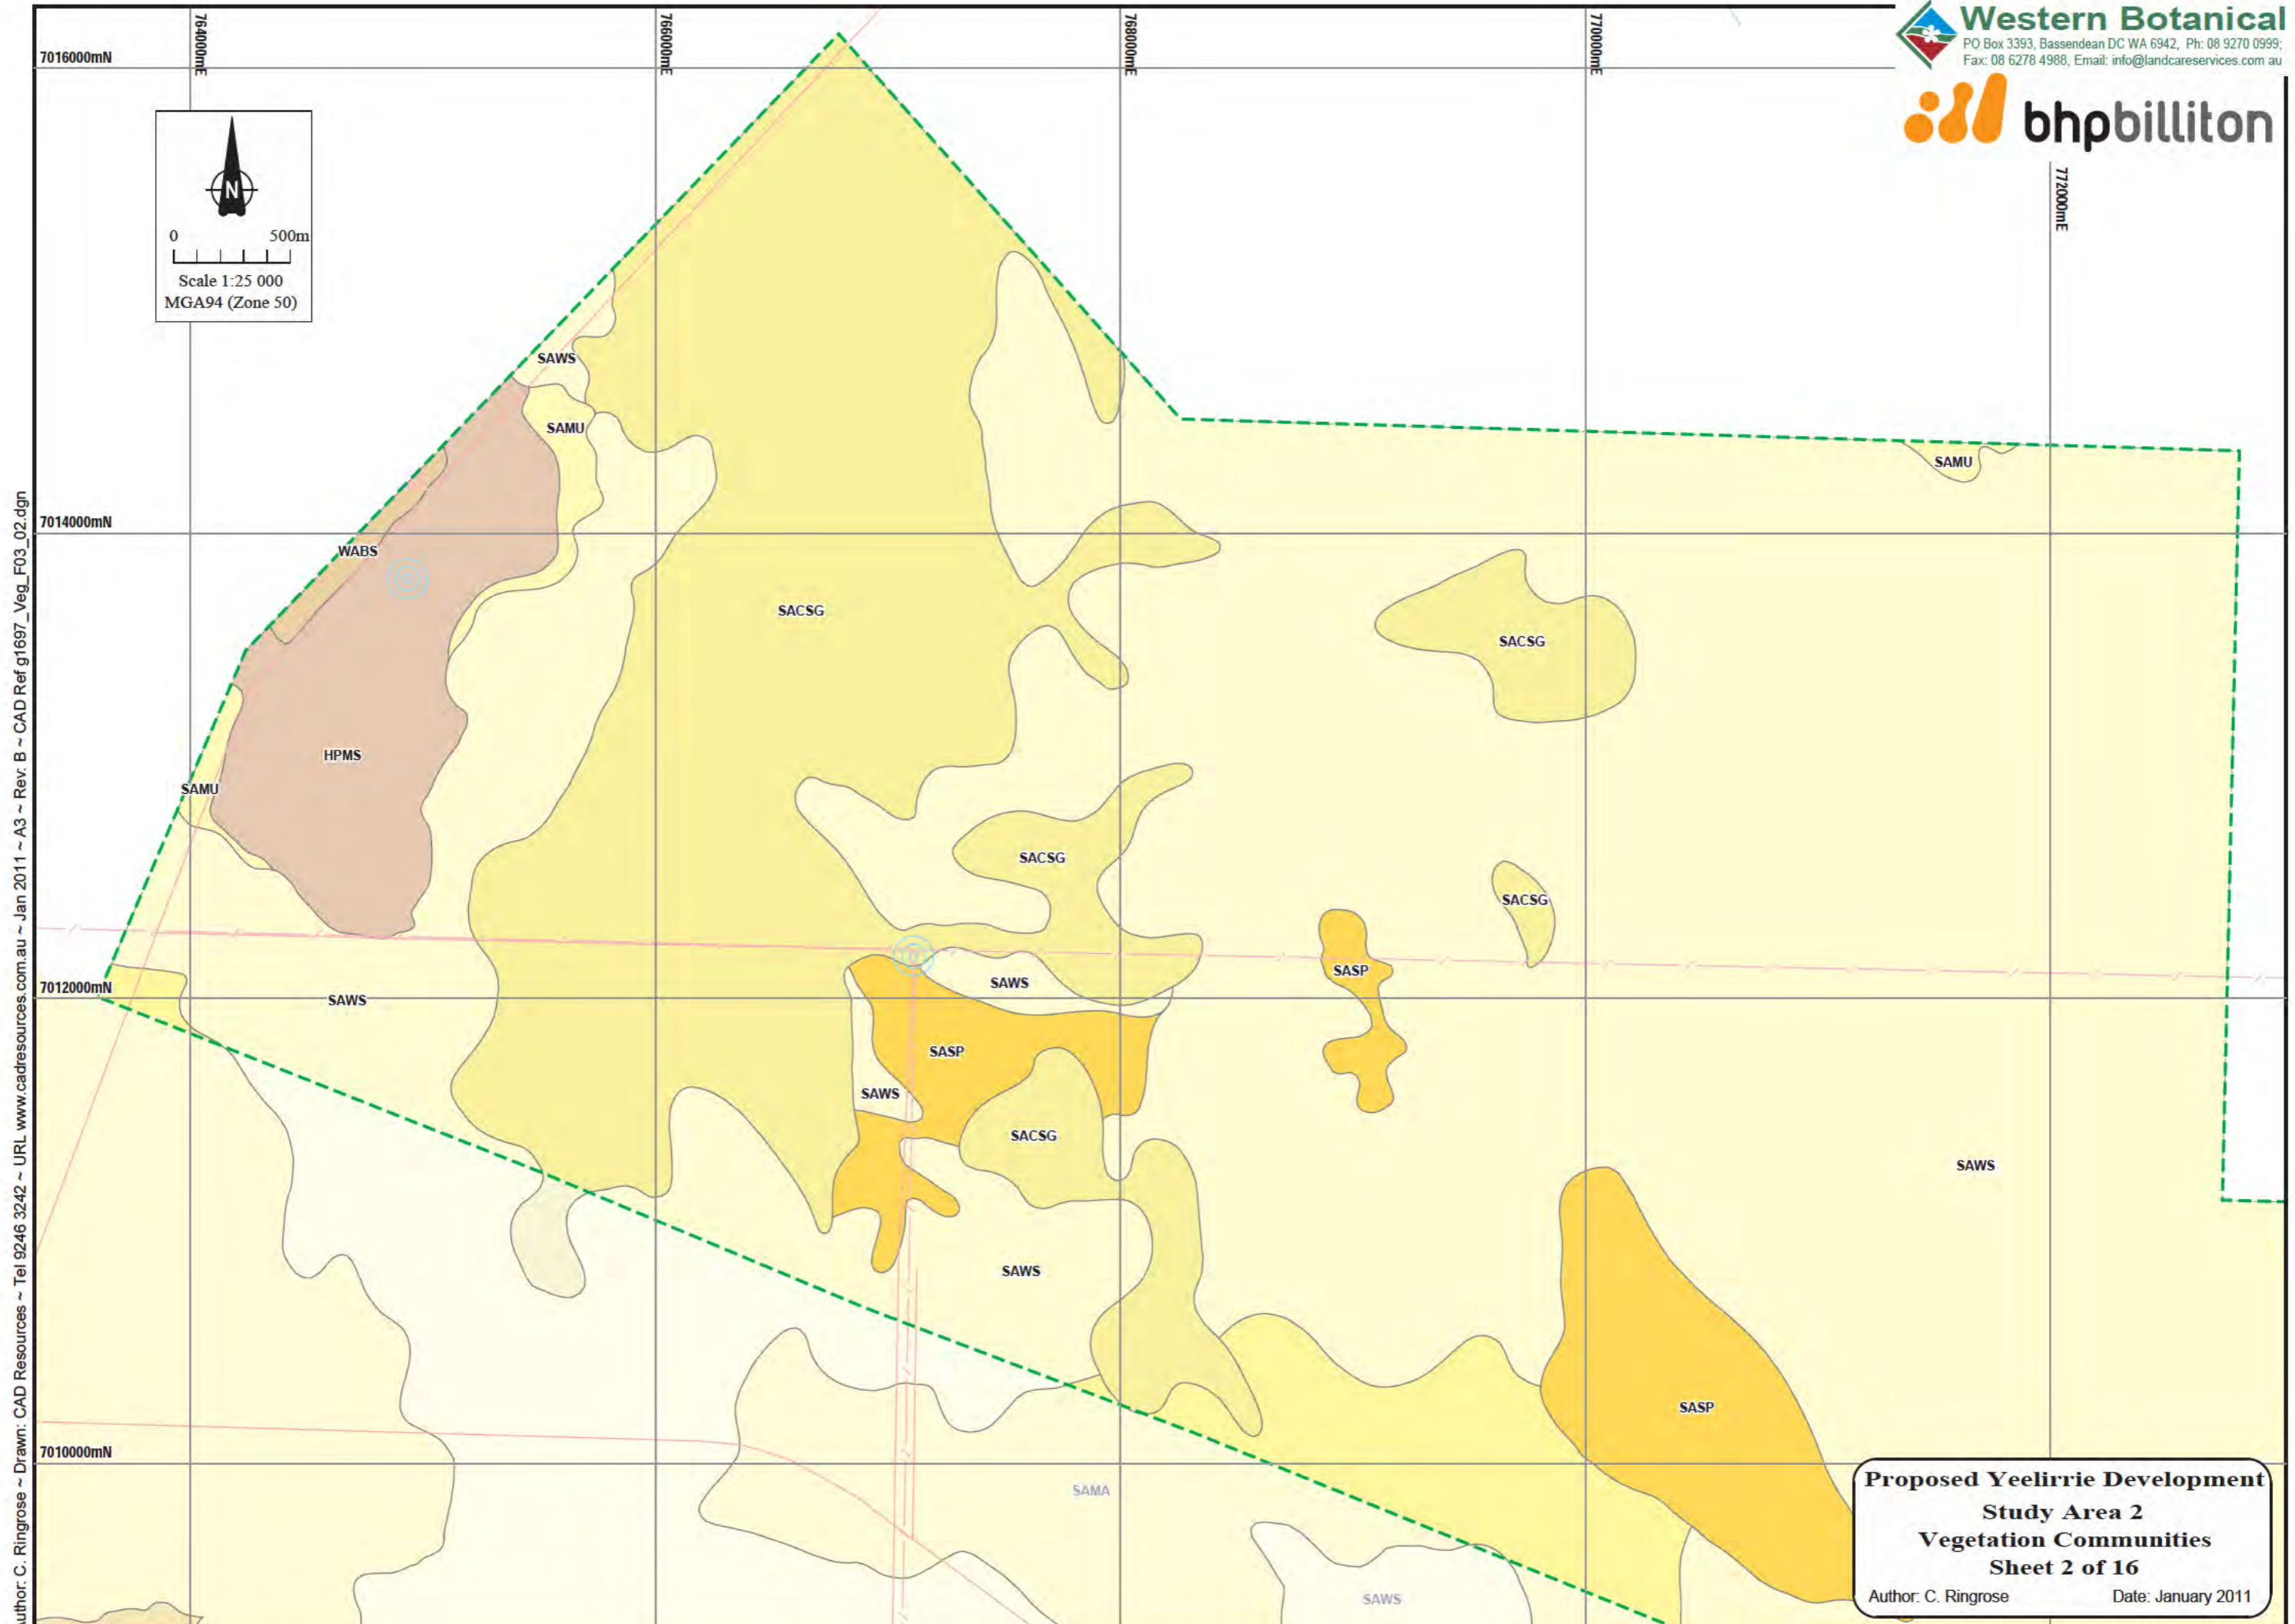 764000mE
766000mE
768000mE
770000mE
772000mE
Western Botanical
PO Box 3393, Bassendean DC WA 6942, Ph: 08 9270 0999;
Fax: 08 6278 4988, Email: info@landcareservices.com au
bhpbilliton
7016000mN
N
0 500m
Scale 1:25 000
MGA94 (Zone 50)
SAWS
SAMU
SAMU
7014000mN
WABS
SACSG
SACSG
HPMS
SAMU
SACSG
SACSG
SASP
SAWS
7012000mN
SAWS
SASP
SAWS
SACSG
SAWS
SAWS
SASP
7010000mN
SAMA
SAWS
Proposed Yeelirrie Development
Study Area 2
Vegetation Communities
Sheet 2 of 16
Author: C. Ringrose Date: January 2011
Author: C. Ringrose ~ Drawn: CAD Resources ~ Tel 9246 3242 ~ URL www.cadresources.com.au ~ Jan 2011 ~ A3 ~ Rev: B ~ CAD Ref g1697_Veg_F03_02.dgn